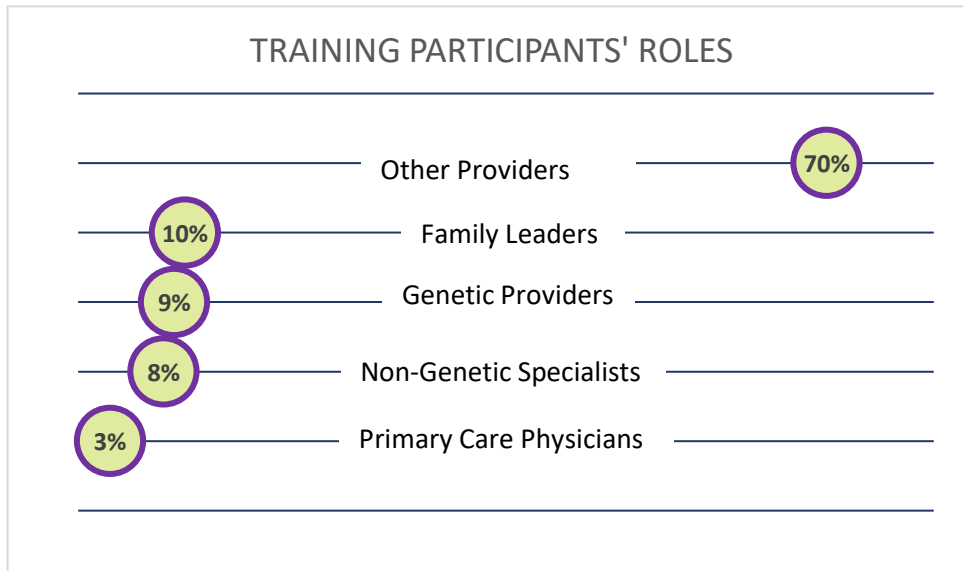 TRAINING PARTICIPANTS' ROLES
Other Providers 70%
10% Family Leaders
9% Genetic Providers
8% Non-Genetic Specialists
3% Primary Care Physicians